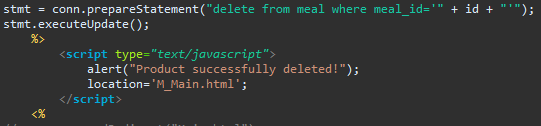 stmt = conn.prepareStatement("delete from meal where meal_id='" + id + "'");
stmt.executeUpdate();
%>
<script type="text/javascript">
alert("Product successfully deleted!");
location='M_Main.html';
</script>
<%